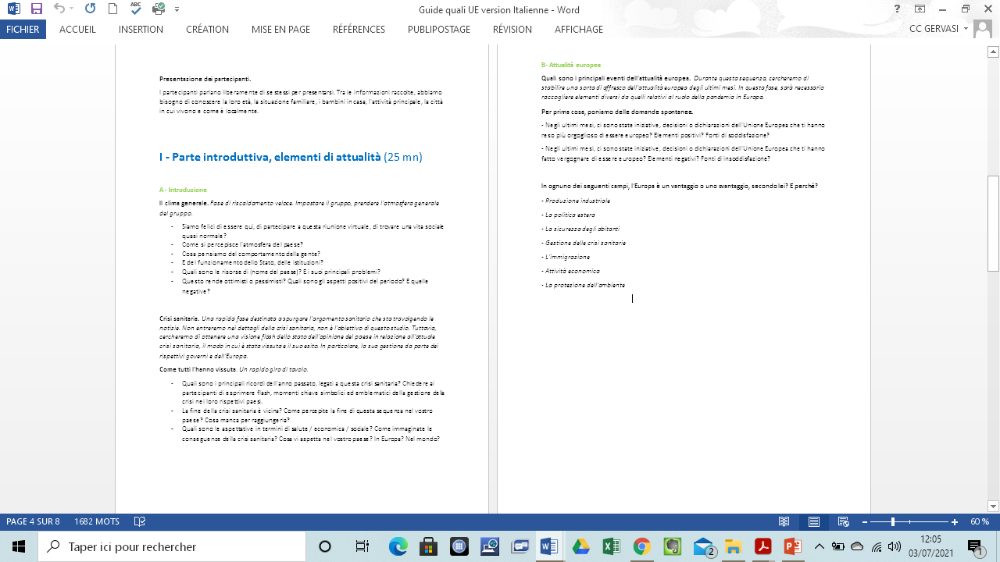 Guide quali UE version Italienne - Word
FICHIER ACCUEIL INSERTION CRÉATION MISE EN PAGE RÉFÉRENCES PUBLIPOSTAGE RÉVISION AFFICHAGE CC GERVASI
Presentazione dei partecipanti.
I partecipanti parlano liberamente di se stessi per presentarsi. Tra le informazioni raccolte, abbiamo
bisogno di conoscere la loro età, la situazione familiare, i bambini in casa, l'attività principale, la città
in cui vivono e come è localmente.
I - Parte introduttiva, elementi di attualità (25 mn)
A - Introduzione
Il clima generale. Fase di riscaldamento veloce. Impostare il gruppo, prendere l'atmosfera generale
del gruppo.
- Siamo felici di essere qui, di partecipare a questa riunione virtuale, di trovare una vita sociale
quasi normale?
- Come si percepisce l'atmosfera del paese?
- Cosa pensiamo del comportamento della gente?
- E del funzionamento dello Stato, delle istituzioni?
- Quali sono le risorse di (nome del paese)? E i suoi principali problemi?
- Questo rende ottimisti o pessimisti? Quali sono gli aspetti positivi del periodo? E quelle
negative?
Crisi sanitaria. Una rapida fase destinata a spurgare l'argomento sanitario che sta travolgendo le
notizie. Non entreremo nei dettagli della crisi sanitaria, non è l'obiettivo di questo studio. Tuttavia,
cercheremo di ottenere una visione flash dello stato dell'opinione del paese in relazione all'attuale
crisi sanitaria, il modo in cui è stata vissuta e il suo esito. In particolare, la sua gestione da parte dei
rispettivi governi e dell'Europa.
Come tutti l'hanno vissuta. Un rapido giro di tavolo.
- Quali sono i principali ricordi dell'anno passato, legati a questa crisi sanitaria? Chiedere ai
partecipanti di esprimere flash, momenti chiave simbolici ed emblematici della gestione della
crisi nei loro rispettivi paesi.
- La fine della crisi sanitaria è vicina? Come percepite la fine di questa sequenza nel vostro
paese? Cosa manca per raggiungerla?
- Quali sono le aspettative in termini di salute / economica / sociale? Come immaginate le
conseguenze della crisi sanitaria? Cosa vi aspetta nel vostro paese? In Europa? Nel mondo?
B- Attualità europea
Quali sono i principali eventi dell'attualità europea. Durante questa sequenza, cercheremo di
stabilire una sorta di affresco dell'attualità europea degli ultimi mesi. In questa fase, sarà necessario
raccogliere elementi diversi da quelli relativi al ruolo della pandemia in Europa.
Per prima cosa, poniamo delle domande spontanee.
- Negli ultimi mesi, ci sono state iniziative, decisioni o dichiarazioni dell'Unione Europea che ti hanno
reso più orgoglioso di essere europeo? Elementi positivi? Fonti di soddisfazione?
- Negli ultimi mesi, ci sono state iniziative, decisioni o dichiarazioni dell'Unione Europea che ti hanno
fatto vergognare di essere europeo? Elementi negativi? Fonti di insoddisfazione?
In ognuno dei seguenti campi, l'Europa è un vantaggio o uno svantaggio, secondo lei? E perché?
- Produzione industriale
- La politica estera
- La sicurezza degli abitanti
- Gestione delle crisi sanitarie
- L'immigrazione
- Attività economica
- La protezione dell'ambiente
PAGE 4 SUR 8 1682 MOTS 60 %
Taper ici pour rechercher
2
12:05
03/07/2021
1